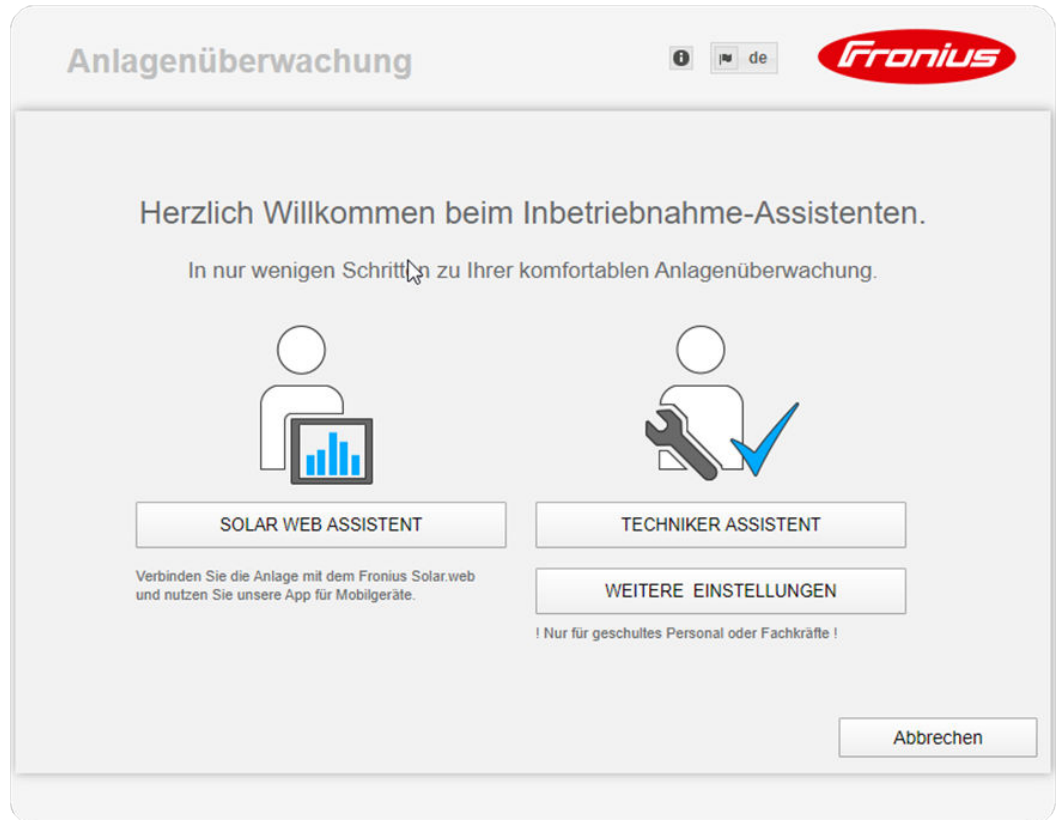 Anlagenüberwachung
de
Fronius
Herzlich Willkommen beim Inbetriebnahme-Assistenten.
In nur wenigen Schritten zu Ihrer komfortablen Anlagenüberwachung.
SOLAR WEB ASSISTENT
Verbinden Sie die Anlage mit dem Fronius Solar.web
und nutzen Sie unsere App für Mobilgeräte.
TECHNIKER ASSISTENT
WEITERE EINSTELLUNGEN
! Nur für geschultes Personal oder Fachkräfte !
Abbrechen